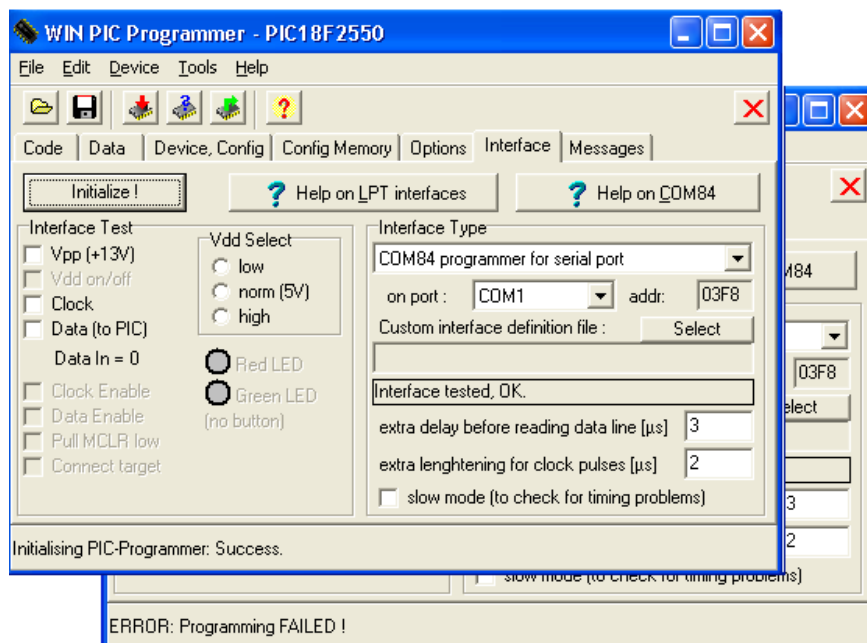 WIN PIC Programmer - PIC18F2550
File Edit Device Tools Help
Code Data Device, Config Config Memory Options Interface Messages
Initialize ! ? Help on LPT interfaces ? Help on COM84
Interface Test
Vpp (+13V)
Vdd on/off
Clock
Data (to PIC)
Data In = 0
Clock Enable
Data Enable
Pull MCLR low
Connect target
Vdd Select
low
norm (5V)
high
Red LED
Green LED
(no button)
Interface Type
COM84 programmer for serial port
on port : COM1 addr: 03F8
Custom interface definition file : Select
Interface tested, OK.
extra delay before reading data line [µs] 3
extra lenghtening for clock pulses [µs] 2
slow mode (to check for timing problems)
Initialising PIC-Programmer: Success.
M84
03F8
elect
3
2
slow mode (to check for timing problems)
ERROR: Programming FAILED !